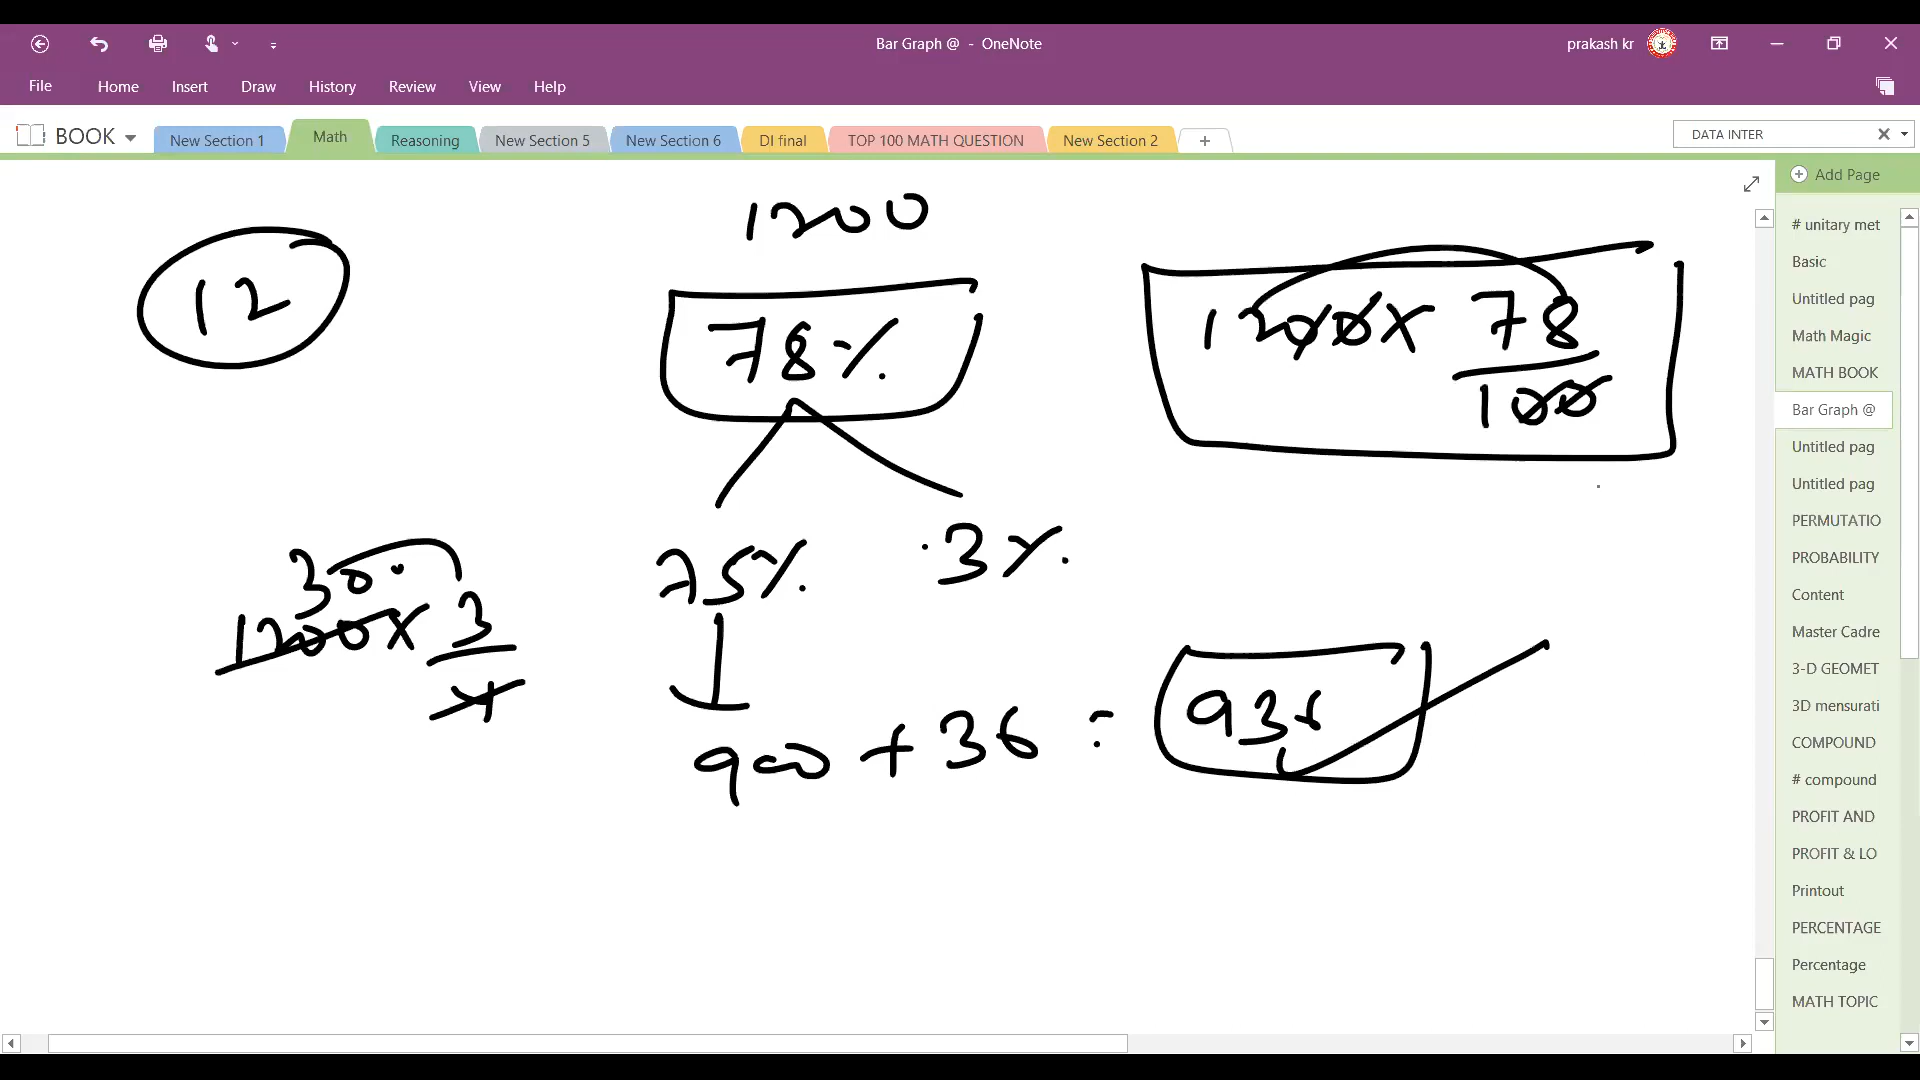 Bar Graph @ - OneNote
prakash kr
File Home Insert Draw History Review View Help
BOOK
New Section 1 Math Reasoning New Section 5 New Section 6 DI final TOP 100 MATH QUESTION New Section 2 +
DATA INTER
Add Page
# unitary met
Basic
Untitled pag
Math Magic
MATH BOOK
Bar Graph @
Untitled pag
Untitled pag
PERMUTATIO
PROBABILITY
Content
Master Cadre
3-D GEOMET
3D mensurati
COMPOUND
# compound
PROFIT AND
PROFIT & LO
Printout
PERCENTAGE
Percentage
MATH TOPIC
12
1200
78%
1200 x 78
100
75% 3%
300
1200 x 3
4
900 + 36 = 936